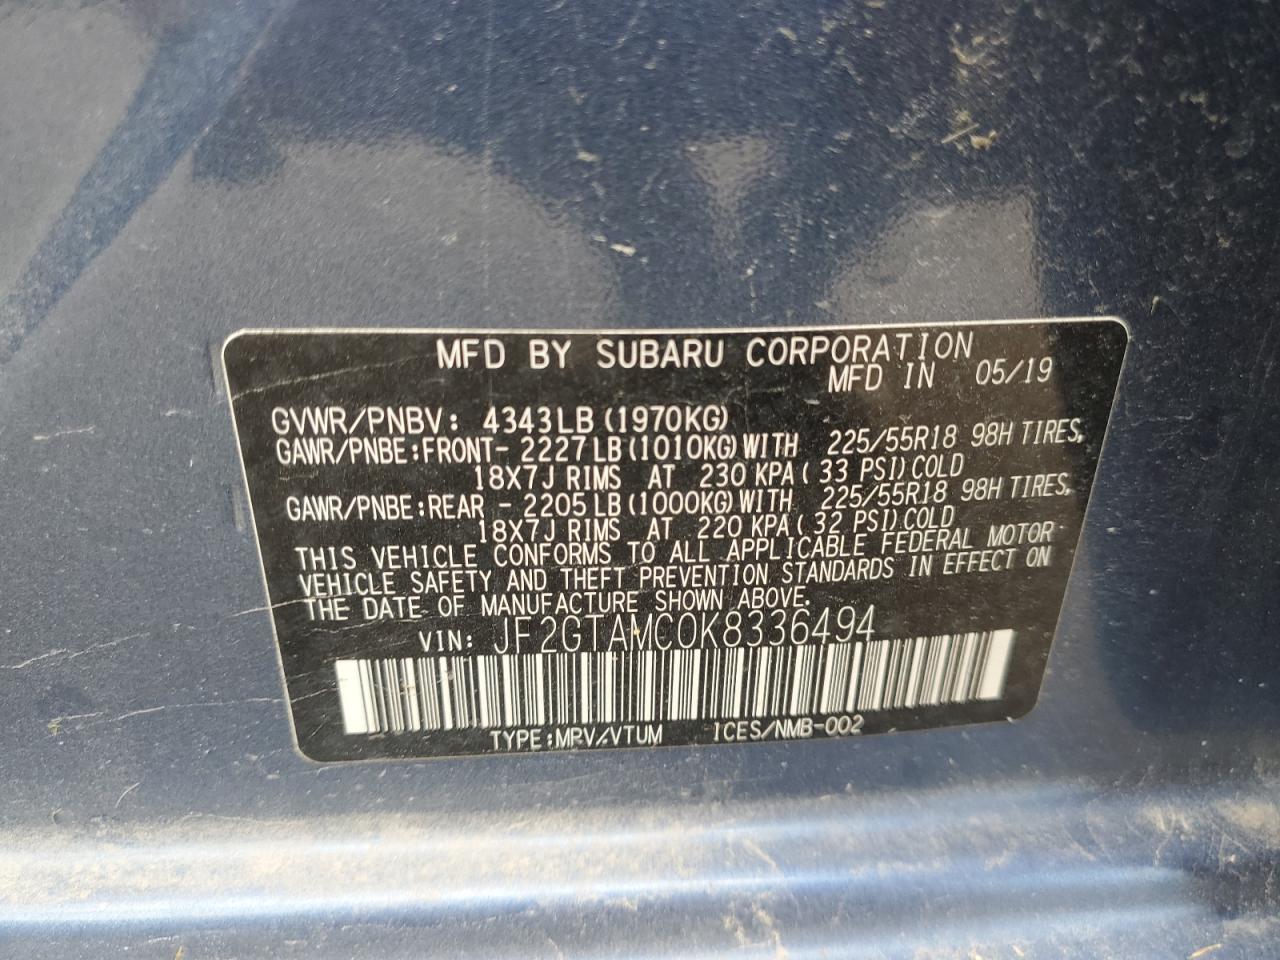 MFD BY SUBARU CORPORATION
MFD IN 05/19
GVWR/PNBV: 4343LB (1970KG)
GAWR/PNBE:FRONT- 2227LB (1010KG) WITH 225/55R18 98H TIRES,
18X7J RIMS AT 230 KPA ( 33 PSI) COLD
GAWR/PNBE:REAR - 2205LB (1000KG) WITH 225/55R18 98H TIRES,
18X7J RIMS AT 220 KPA ( 32 PSI) COLD
THIS VEHICLE CONFORMS TO ALL APPLICABLE FEDERAL MOTOR
VEHICLE SAFETY AND THEFT PREVENTION STANDARDS IN EFFECT ON
THE DATE OF MANUFACTURE SHOWN ABOVE.
VIN: JF2GTAMC0K8336494
TYPE:MPV/VTUM ICES/NMB-002